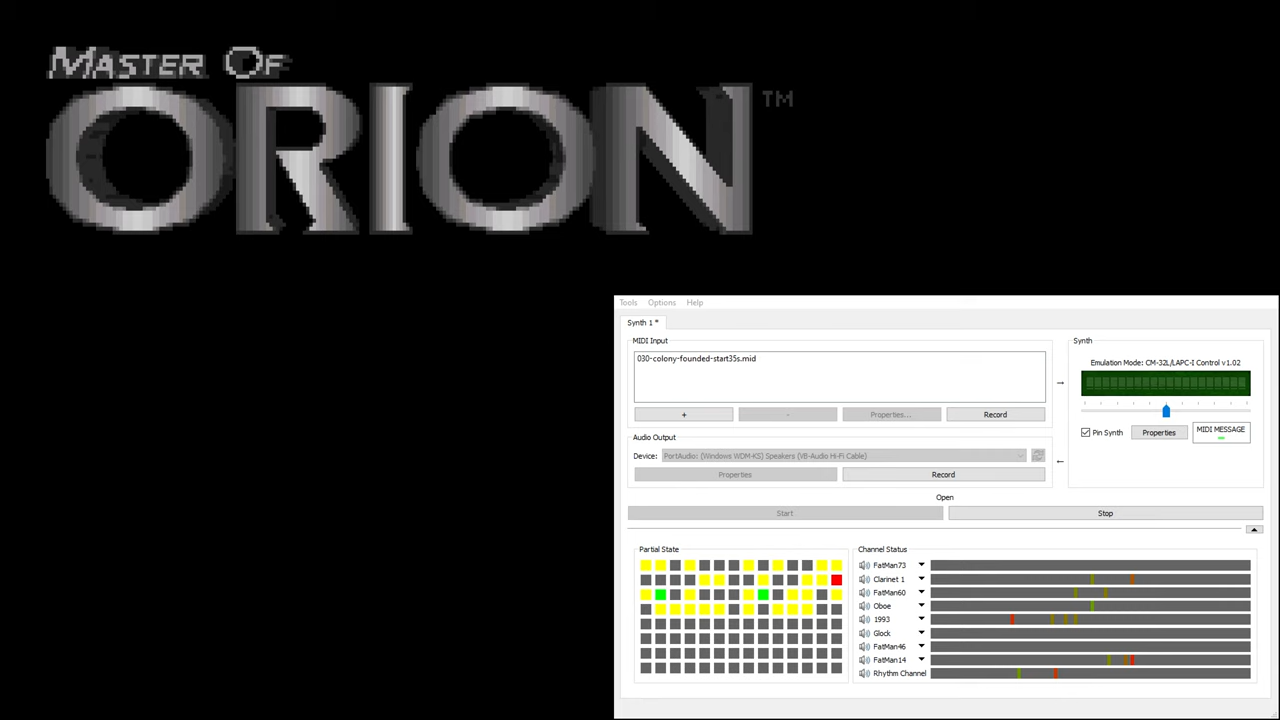 MASTER OF
ORION™
Tools Options Help
Synth 1 *
MIDI Input
030-colony-founded-start35s.mid
+ - Properties... Record
Audio Output
Device: PortAudio: (Windows WDM-KS) Speakers (VB-Audio Hi-Fi Cable)
Properties Record
Synth
Emulation Mode: CM-32L/LAPC-I Control v1.02
Pin Synth Properties MIDI MESSAGE
Open
Start Stop
Partial State
Channel Status
FatMan73
Clarinet 1
FatMan60
Oboe
1993
Glock
FatMan46
FatMan14
Rhythm Channel